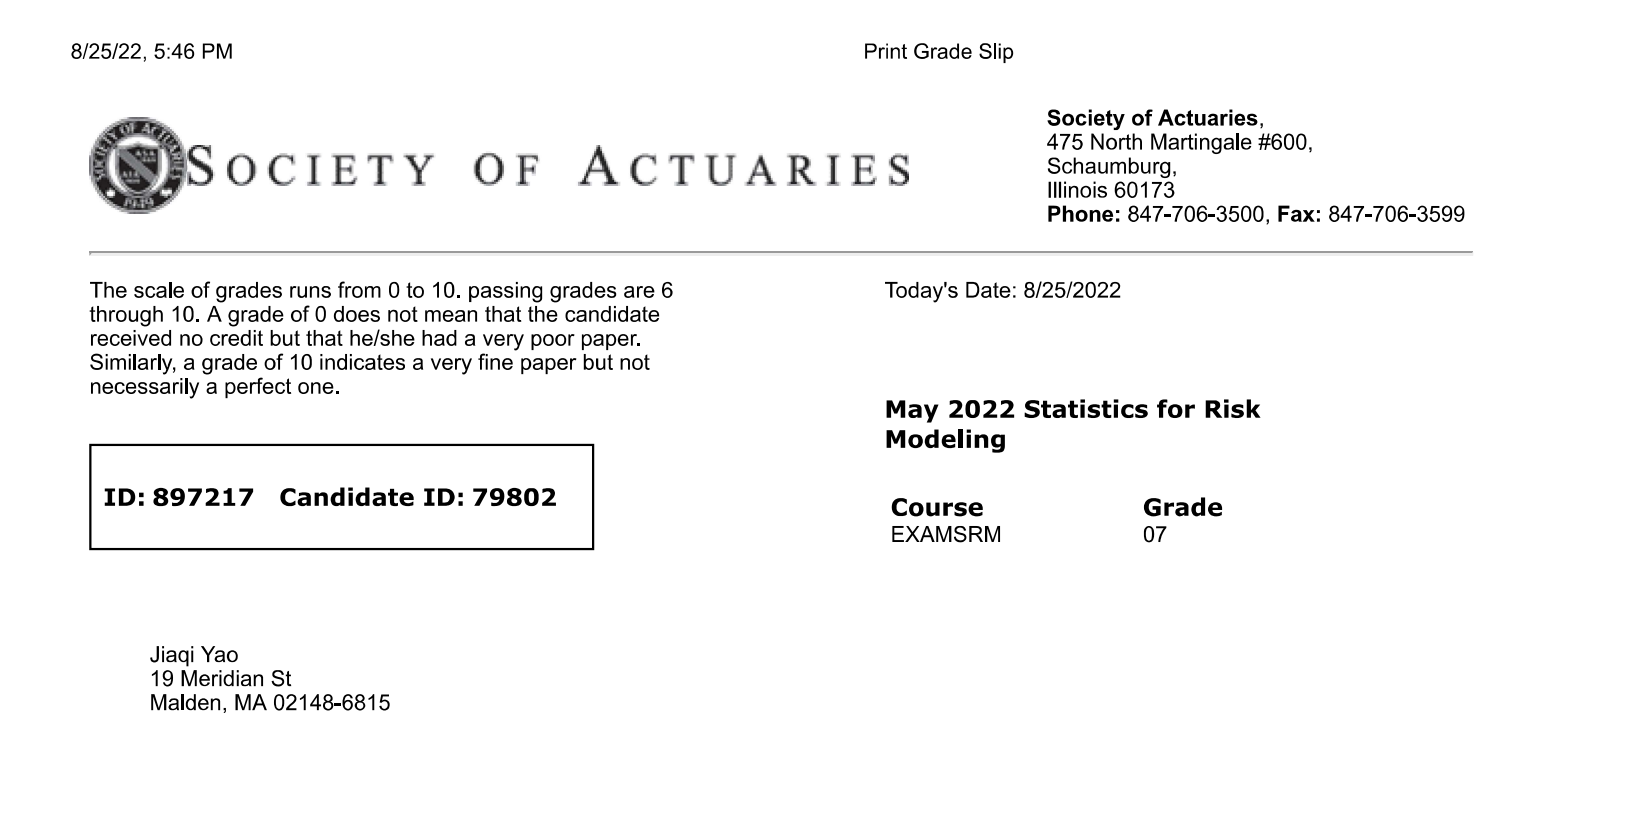 8/25/22, 5:46 PM
Print Grade Slip
SOCIETY OF ACTUARIES
1949
SOCIETY OF ACTUARIES
Society of Actuaries,
475 North Martingale #600,
Schaumburg,
Illinois 60173
Phone: 847-706-3500, Fax: 847-706-3599
The scale of grades runs from 0 to 10. passing grades are 6
through 10. A grade of 0 does not mean that the candidate
received no credit but that he/she had a very poor paper.
Similarly, a grade of 10 indicates a very fine paper but not
necessarily a perfect one.
Today's Date: 8/25/2022
May 2022 Statistics for Risk
Modeling
ID: 897217 Candidate ID: 79802
Course Grade
EXAMSRM 07
Jiaqi Yao
19 Meridian St
Malden, MA 02148-6815